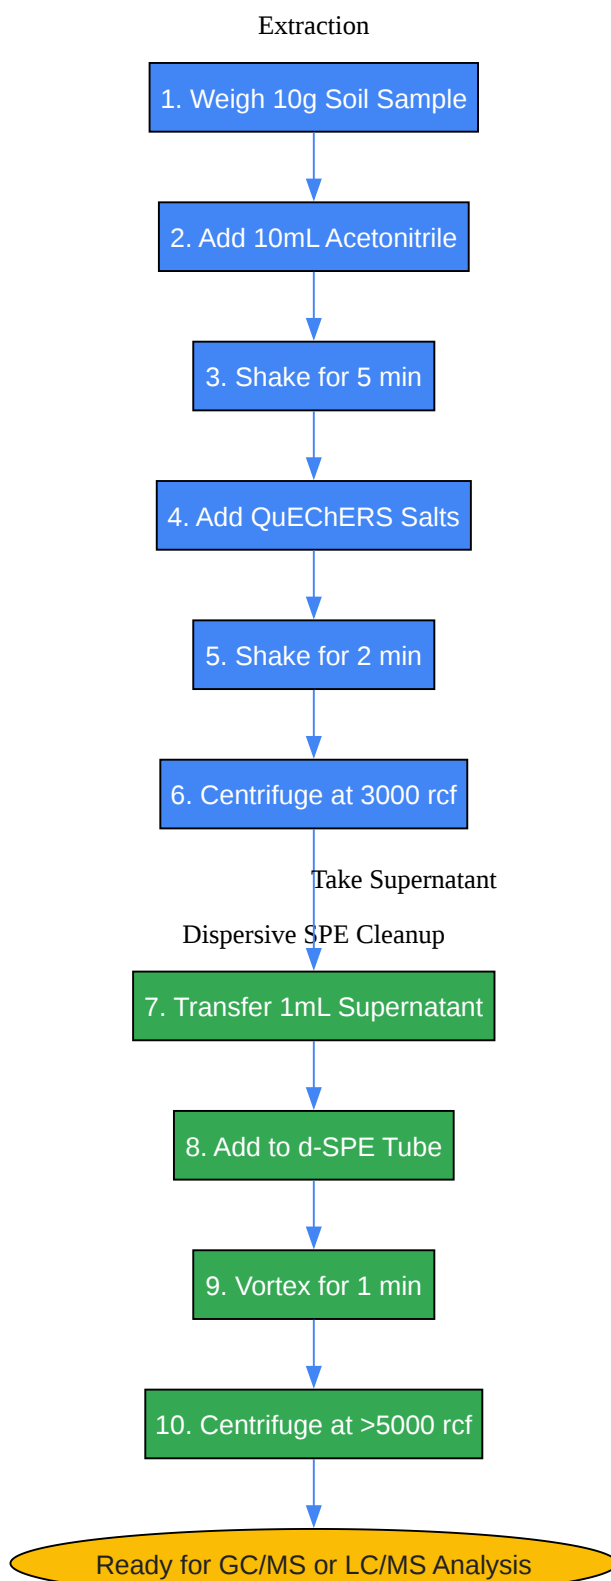 Extraction
1. Weigh 10g Soil Sample
2. Add 10mL Acetonitrile
3. Shake for 5 min
4. Add QuEChERS Salts
5. Shake for 2 min
6. Centrifuge at 3000 rcf
Take Supernatant
Dispersive SPE Cleanup
7. Transfer 1mL Supernatant
8. Add to d-SPE Tube
9. Vortex for 1 min
10. Centrifuge at >5000 rcf
Ready for GC/MS or LC/MS Analysis